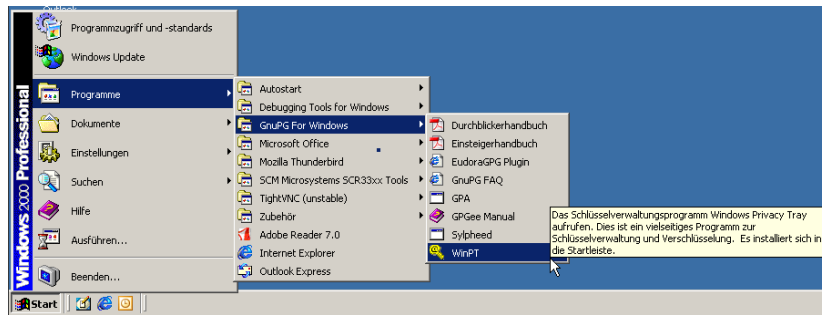 Outlook
Programmzugriff und -standards
Windows Update
Programme
Dokumente
Einstellungen
Suchen
Hilfe
Ausführen...
Beenden...
Windows 2000 Professional
Autostart
Debugging Tools for Windows
GnuPG For Windows
Microsoft Office
Mozilla Thunderbird
SCM Microsystems SCR33xx Tools
TightVNC (unstable)
Zubehör
Adobe Reader 7.0
Internet Explorer
Outlook Express
Durchblickerhandbuch
Einsteigerhandbuch
EudoraGPG Plugin
GnuPG FAQ
GPA
GPGee Manual
Sylpheed
WinPT
Das Schlüsselverwaltungsprogramm Windows Privacy Tray
aufrufen. Dies ist ein vielseitiges Programm zur
Schlüsselverwaltung und Verschlüsselung. Es installiert sich in
die Startleiste.
Start